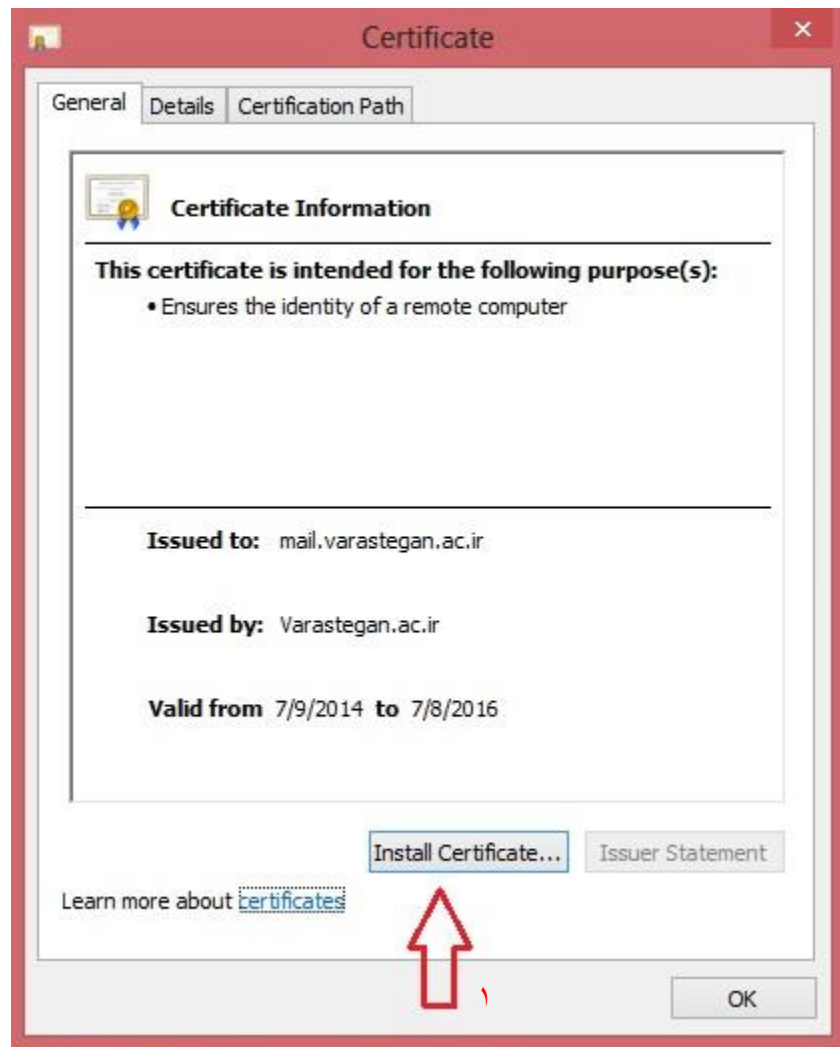 Certificate
General Details Certification Path
Certificate Information
This certificate is intended for the following purpose(s):
• Ensures the identity of a remote computer
Issued to: mail.varastegan.ac.ir
Issued by: Varastegan.ac.ir
Valid from 7/9/2014 to 7/8/2016
Install Certificate... Issuer Statement
Learn more about certificates
۱
OK